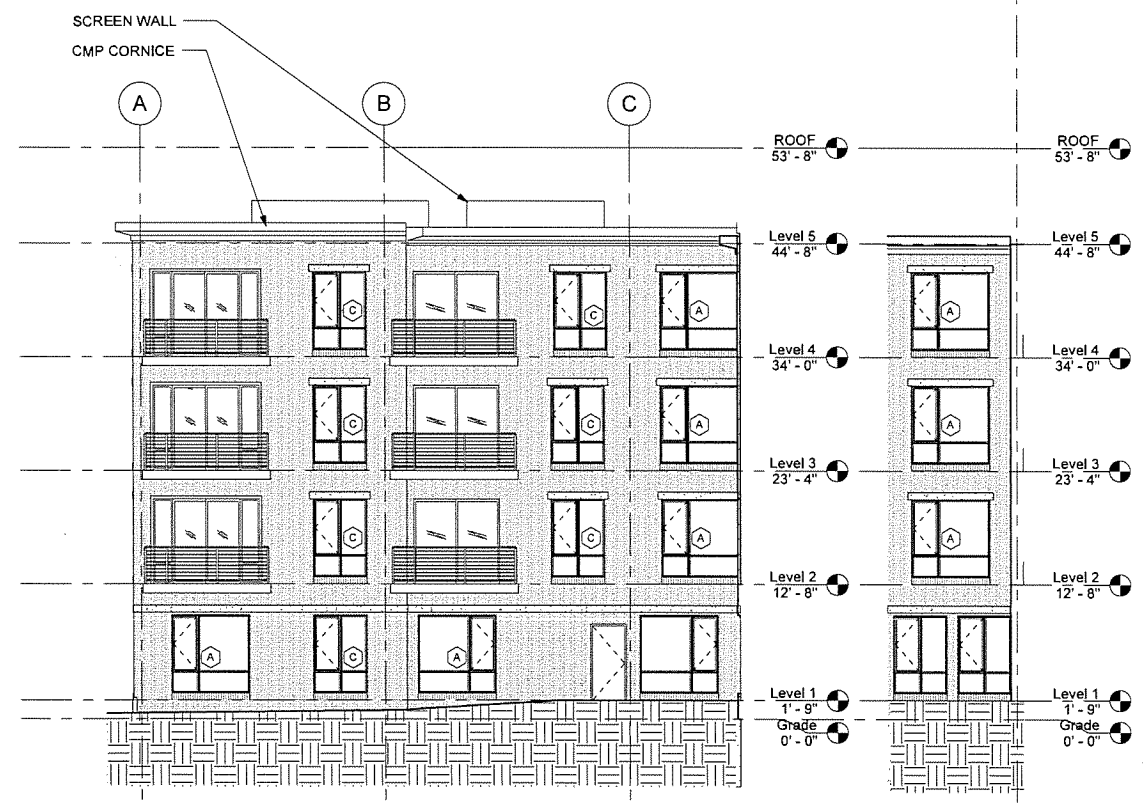 SCREEN WALL
CMP CORNICE
A
B
C
ROOF
53' - 8"
ROOF
53' - 8"
Level 5
44' - 8"
Level 5
44' - 8"
C
C
A
A
Level 4
34' - 0"
Level 4
34' - 0"
C
C
A
A
Level 3
23' - 4"
Level 3
23' - 4"
C
C
A
A
Level 2
12' - 8"
Level 2
12' - 8"
A
C
A
Level 1
1' - 9"
Level 1
1' - 9"
Grade
0' - 0"
Grade
0' - 0"